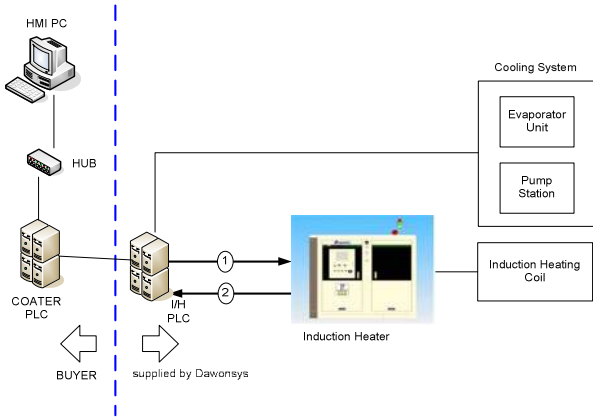 HMI PC
HUB
COATER
PLC
BUYER
I/H
PLC
supplied by Dawonsys
1
2
Induction Heater
Cooling System
Evaporator
Unit
Pump
Station
Induction Heating
Coil